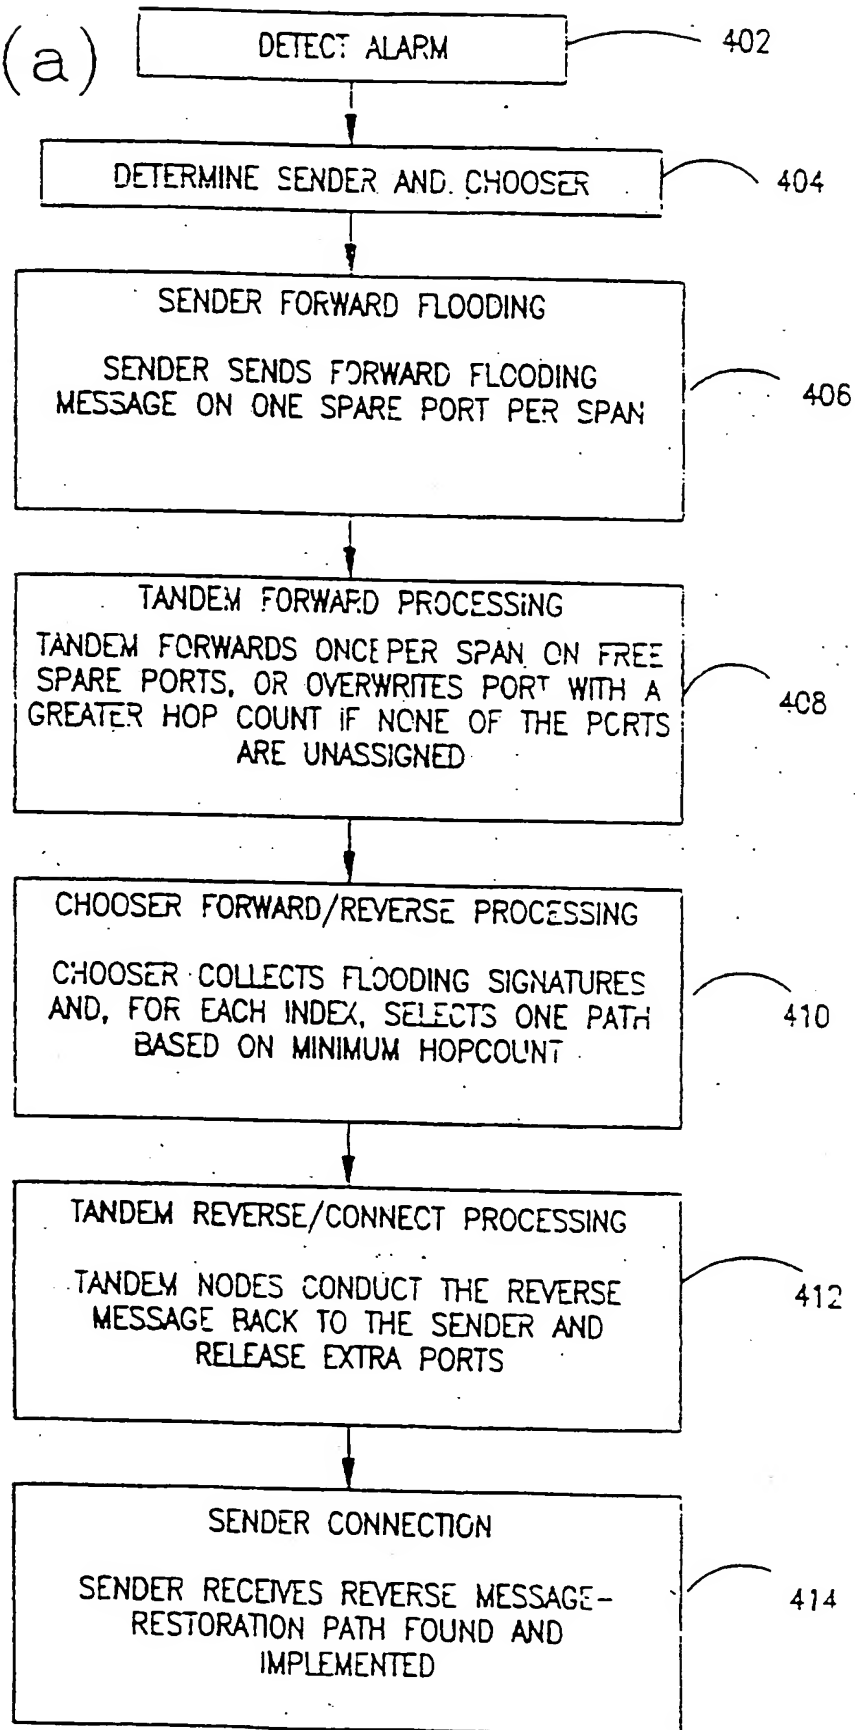 (a)
DETECT ALARM
402
DETERMINE SENDER AND CHOOSER
404
SENDER FORWARD FLOODING
SENDER SENDS FORWARD FLOODING
MESSAGE ON ONE SPARE PORT PER SPAN
406
TANDEM FORWARD PROCESSING
TANDEM FORWARDS ONCE PER SPAN ON FREE
SPARE PORTS, OR OVERWRITES PORT WITH A
GREATER HOP COUNT IF NONE OF THE PORTS
ARE UNASSIGNED
408
CHOOSER FORWARD/REVERSE PROCESSING
CHOOSER COLLECTS FLOODING SIGNATURES
AND, FOR EACH INDEX, SELECTS ONE PATH
BASED ON MINIMUM HOPCOUNT
410
TANDEM REVERSE/CONNECT PROCESSING
TANDEM NODES CONDUCT THE REVERSE
MESSAGE BACK TO THE SENDER AND
RELEASE EXTRA PORTS
412
SENDER CONNECTION
SENDER RECEIVES REVERSE MESSAGE-
RESTORATION PATH FOUND AND
IMPLEMENTED
414